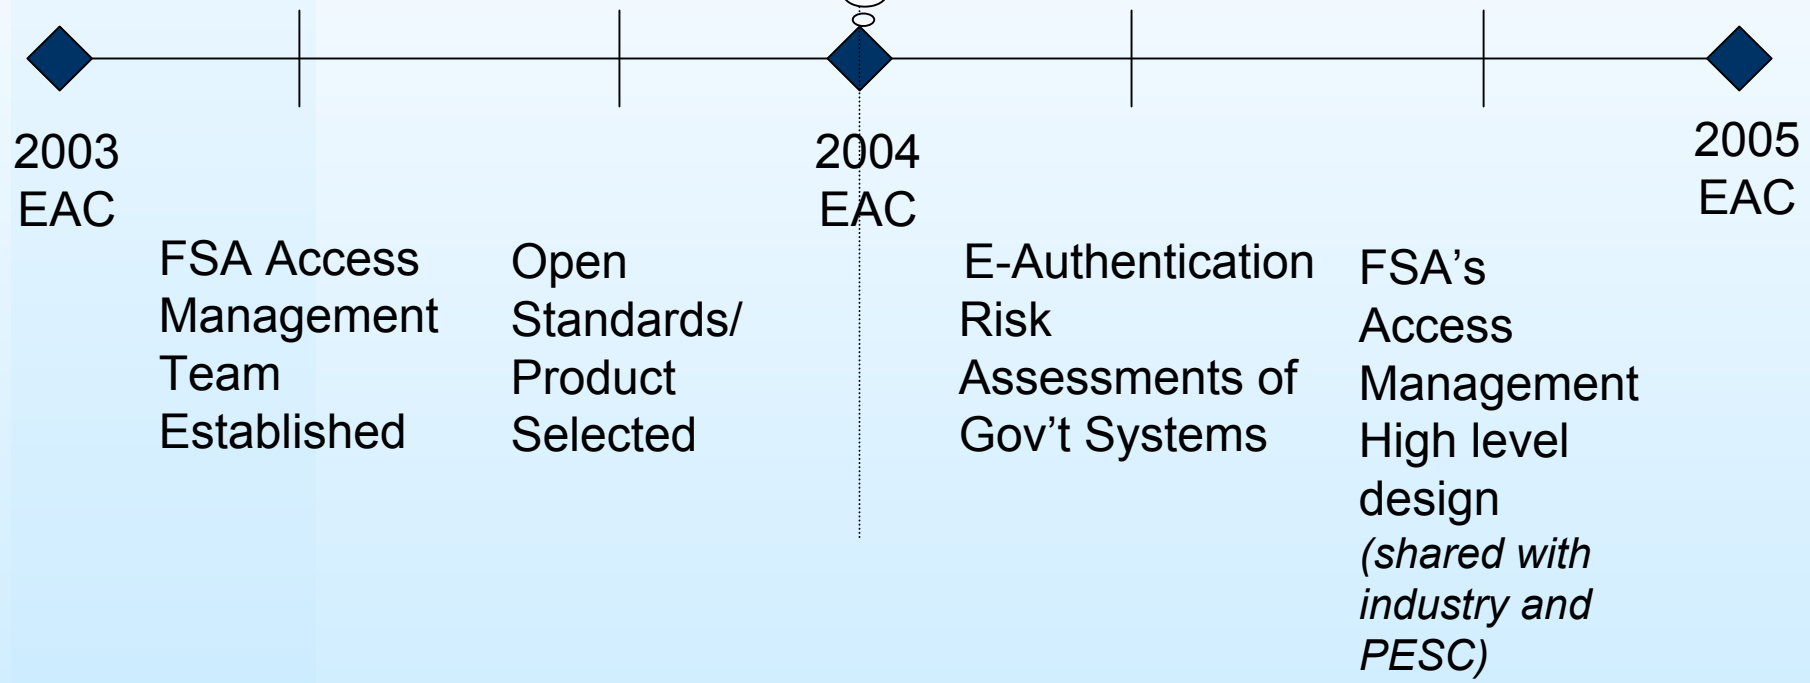 2003
EAC
2004
EAC
2005
EAC
FSA Access
Management
Team
Established
Open
Standards/
Product
Selected
E-Authentication
Risk
Assessments of
Gov't Systems
FSA's
Access
Management
High level
design
(shared with
industry and
PESC)